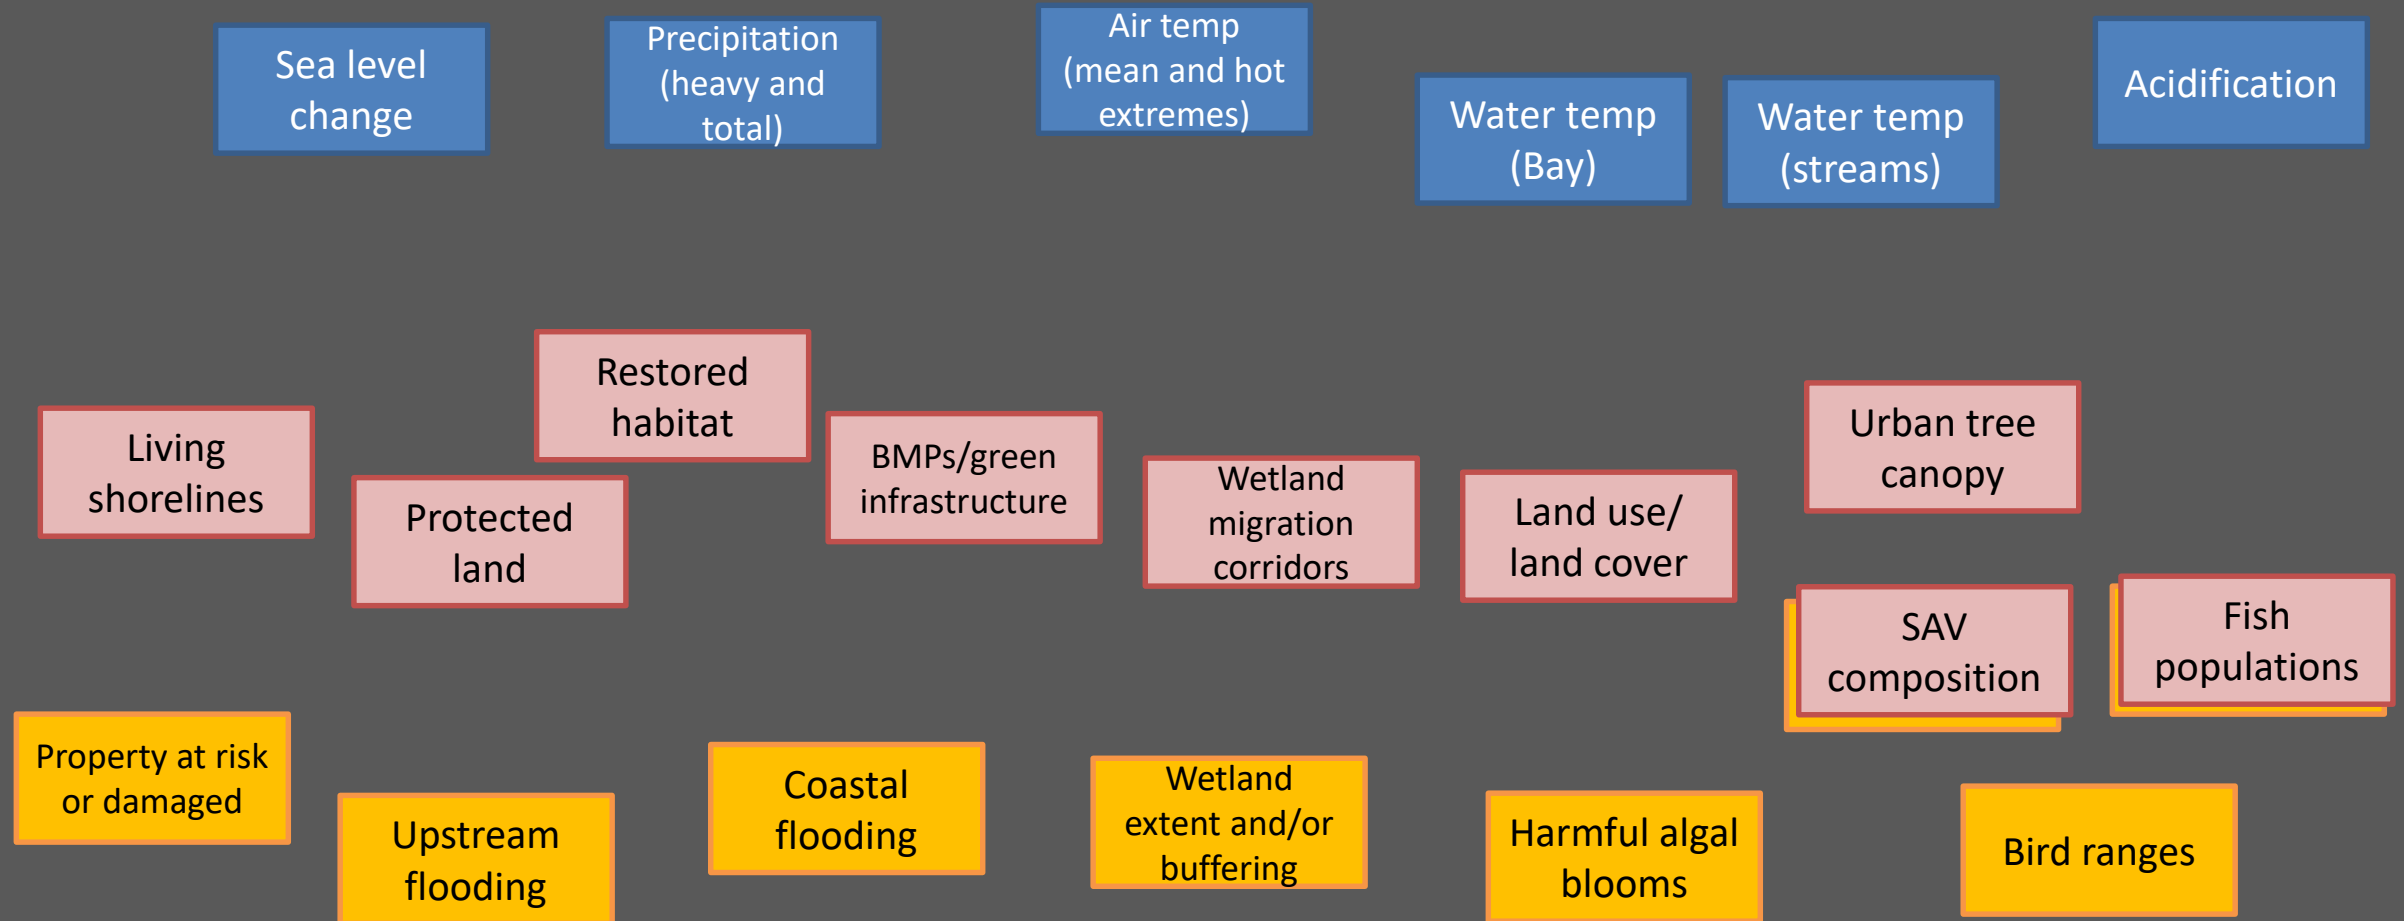 Sea level
change
Precipitation
(heavy and
total)
Air temp
(mean and hot
extremes)
Water temp
(Bay)
Water temp
(streams)
Acidification
Living
shorelines
Protected
land
Restored
habitat
BMPs/green
infrastructure
Wetland
migration
corridors
Land use/
land cover
Urban tree
canopy
SAV
composition
Fish
populations
Property at risk
or damaged
Upstream
flooding
Coastal
flooding
Wetland
extent and/or
buffering
Harmful algal
blooms
Bird ranges